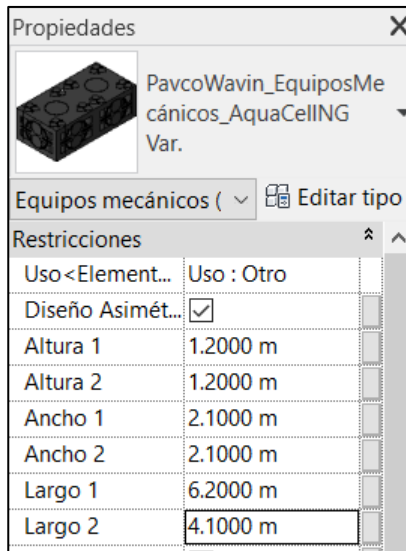 Propiedades
PavcoWavin_EquiposMe
cánicos_AquaCellNG
Var.
Equipos mecánicos (
Editar tipo
Restricciones
Uso<Element... Uso : Otro
Diseño Asimét...
Altura 1 1.2000 m
Altura 2 1.2000 m
Ancho 1 2.1000 m
Ancho 2 2.1000 m
Largo 1 6.2000 m
Largo 2 4.1000 m